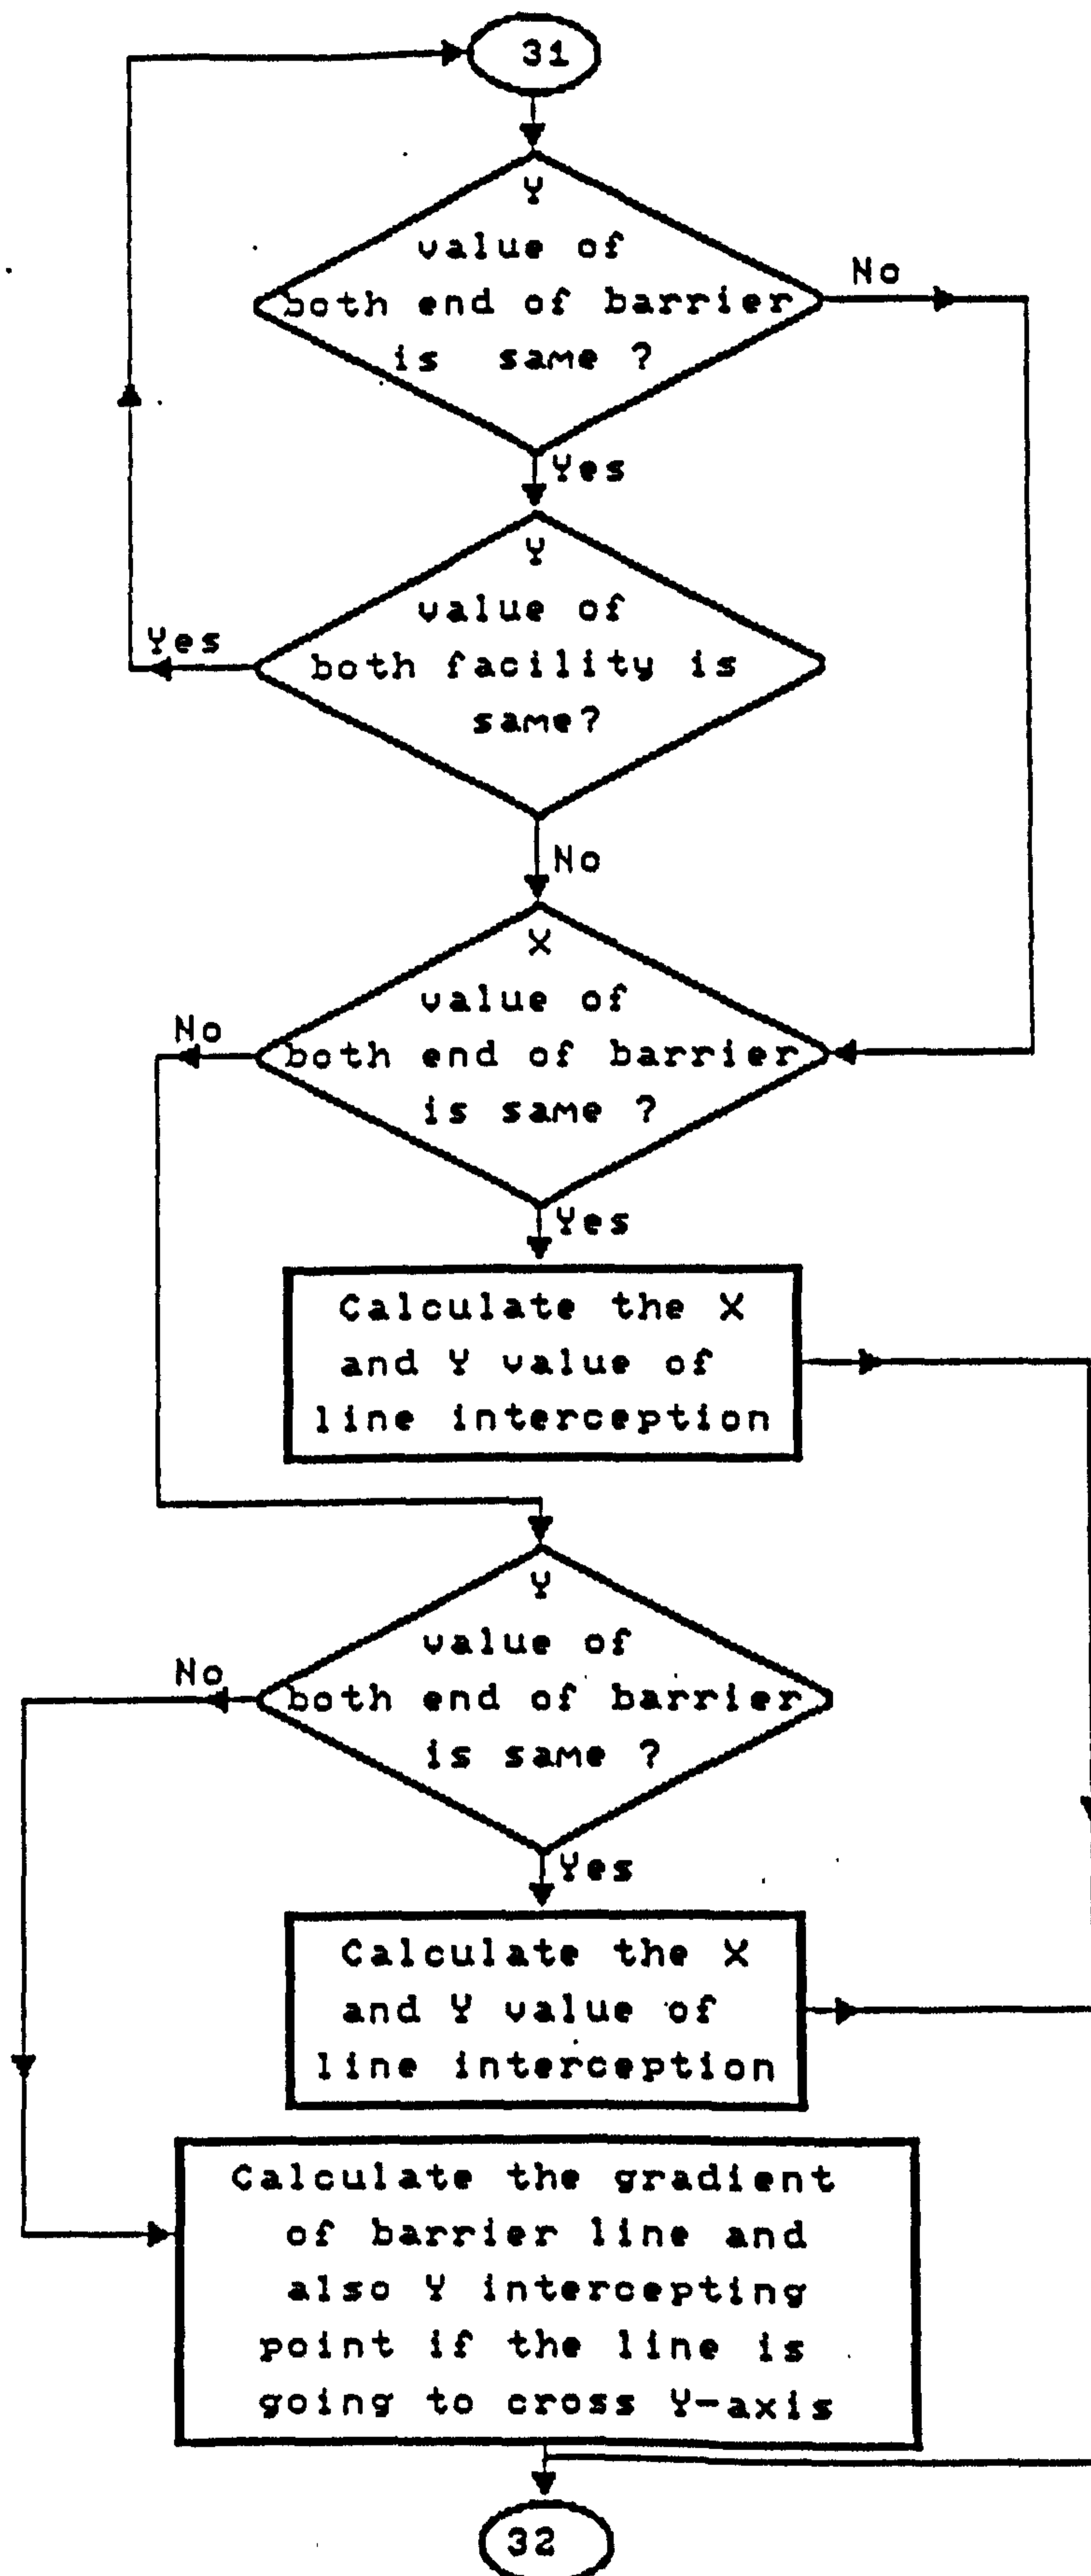 31
Y
value of
both end of barrier
is same ?
No
Yes
Y
value of
both facility is
same?
Yes
No
X
value of
both end of barrier
is same ?
No
Yes
Calculate the X
and Y value of
line interception
Y
value of
both end of barrier
is same ?
No
Yes
Calculate the X
and Y value of
line interception
Calculate the gradient
of barrier line and
also Y intercepting
point if the line is
going to cross Y-axis
32